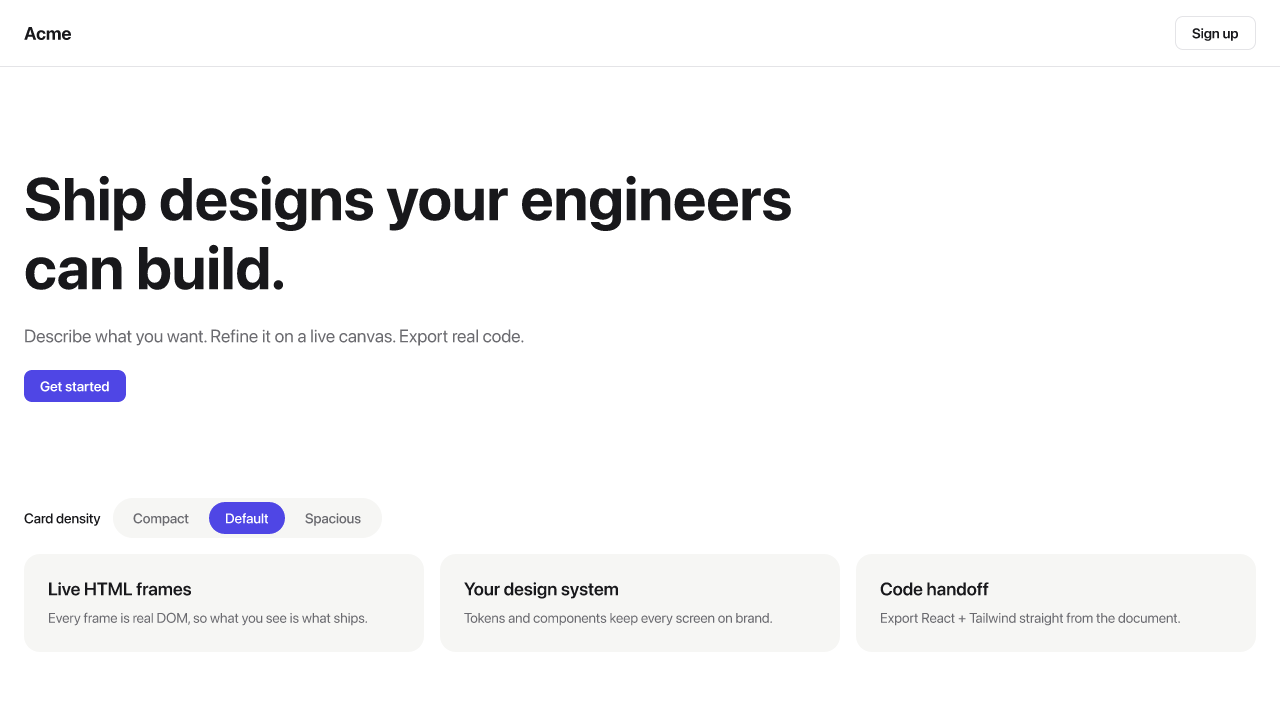 Acme
Sign up
Ship designs your engineers
can build.
Describe what you want. Refine it on a live canvas. Export real code.
Get started
Card density
Compact
Default
Spacious
Live HTML frames
Every frame is real DOM, so what you see is what ships.
Your design system
Tokens and components keep every screen on brand.
Code handoff
Export React + Tailwind straight from the document.